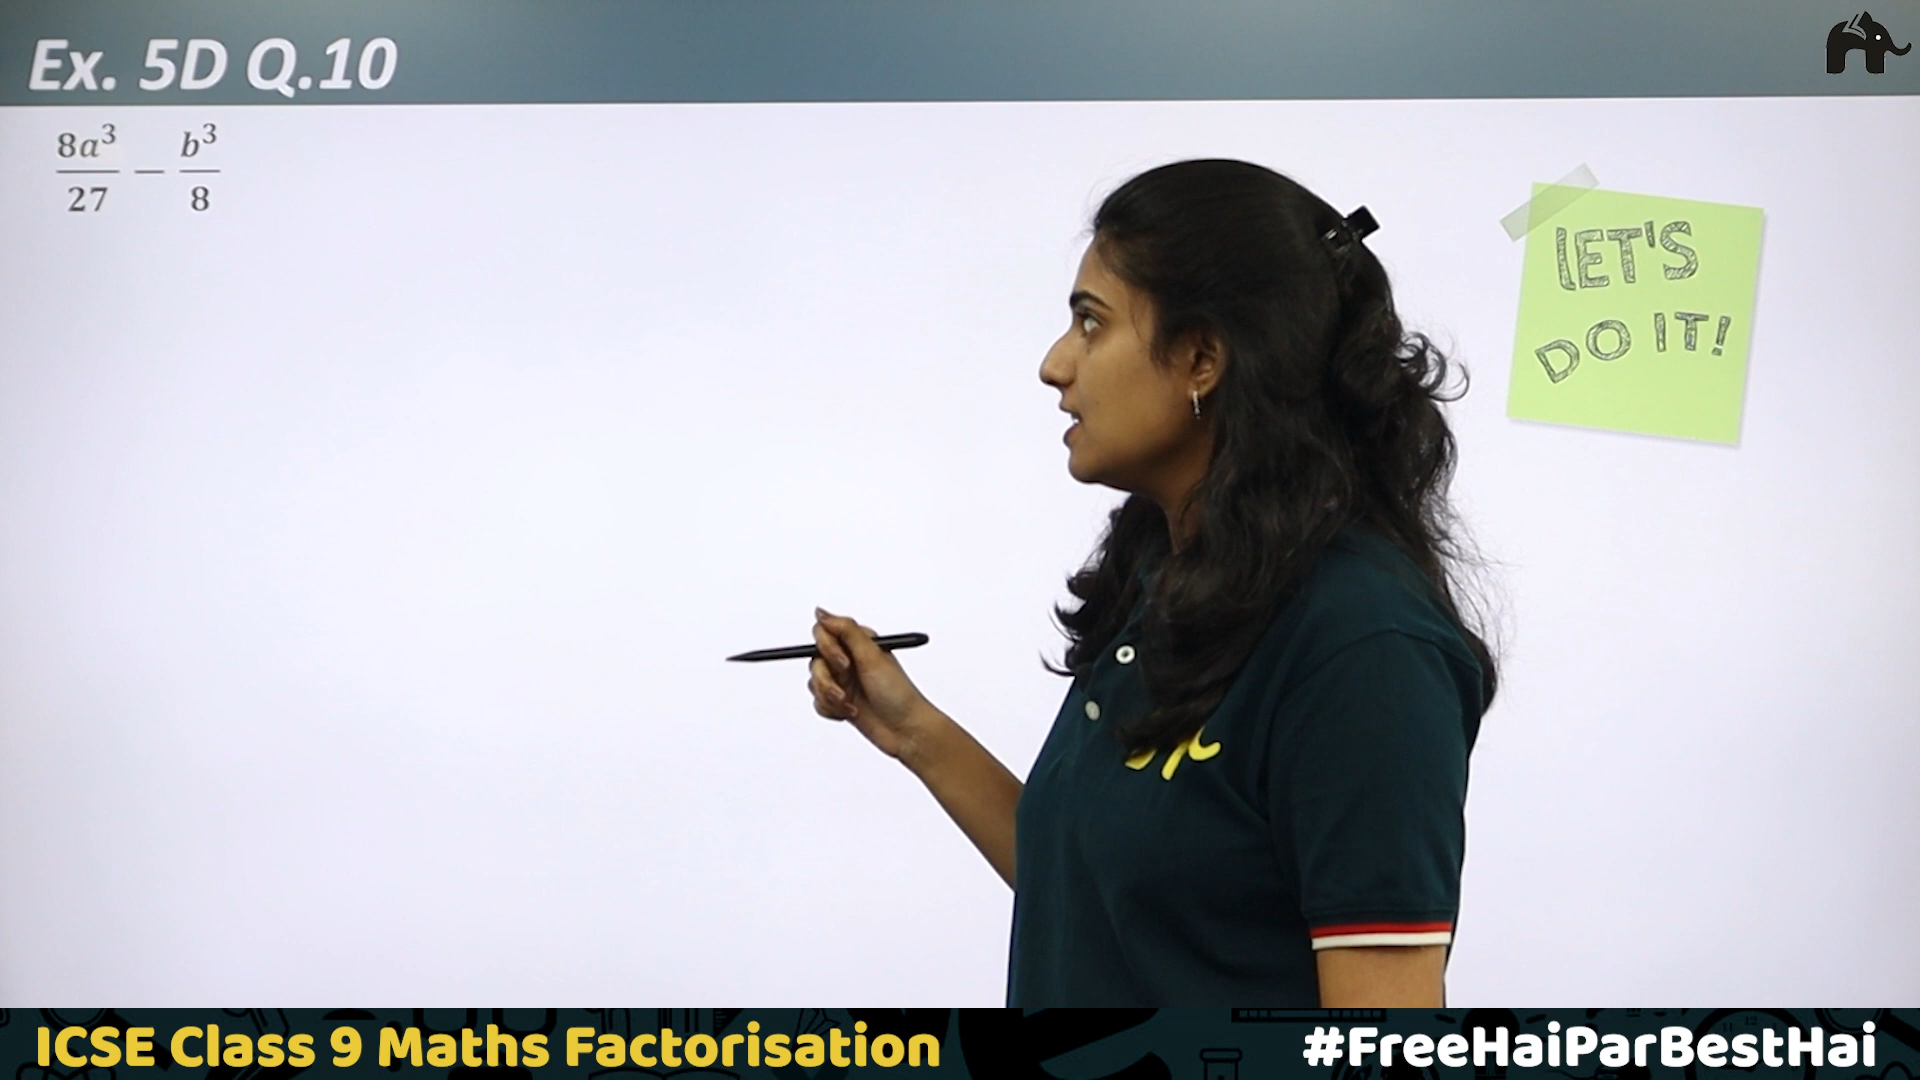 Ex. 5D Q.10
8a³/27 − b³/8
LET'S
DO IT!
ICSE Class 9 Maths Factorisation
#FreeHaiParBestHai